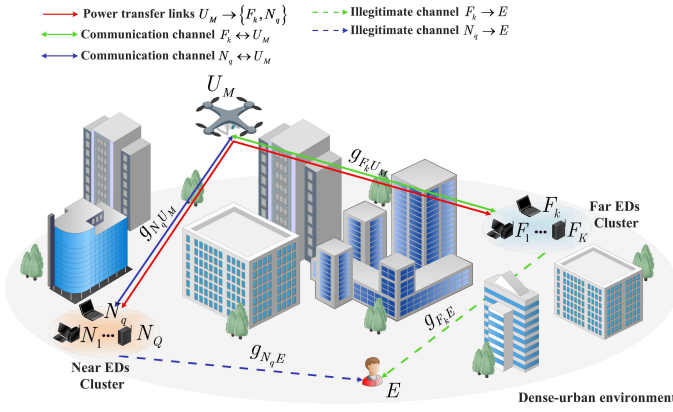 Power transfer links U_M → {F_k, N_q}
Communication channel F_k ↔ U_M
Communication channel N_q ↔ U_M
Illegitimate channel F_k → E
Illegitimate channel N_q → E
U_M
g_{F_k U_M}
g_{N_q U_M}
F_k
F_1 ••• F_K
Far EDs
Cluster
N_q
N_1 ••• N_Q
Near EDs
Cluster
g_{N_q E}
g_{F_k E}
E
Dense-urban environment